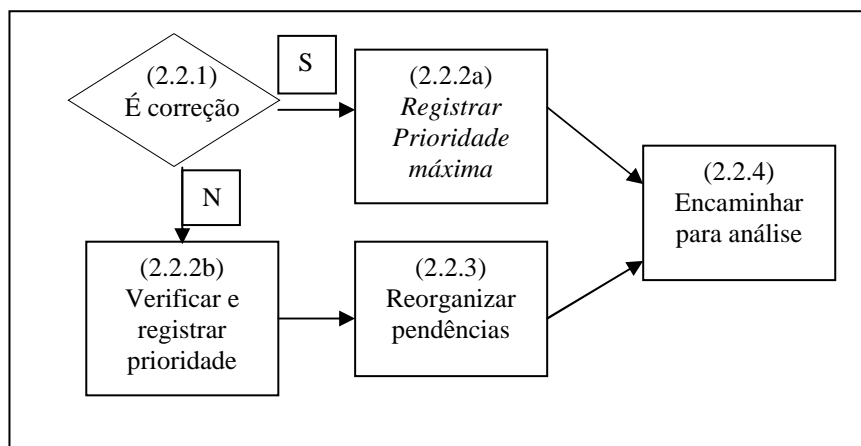 (2.2.1)
É correção
S
(2.2.2a)
Registrar
Prioridade
máxima
(2.2.4)
Encaminhar
para análise
N
(2.2.2b)
Verificar e
registrar
prioridade
(2.2.3)
Reorganizar
pendências